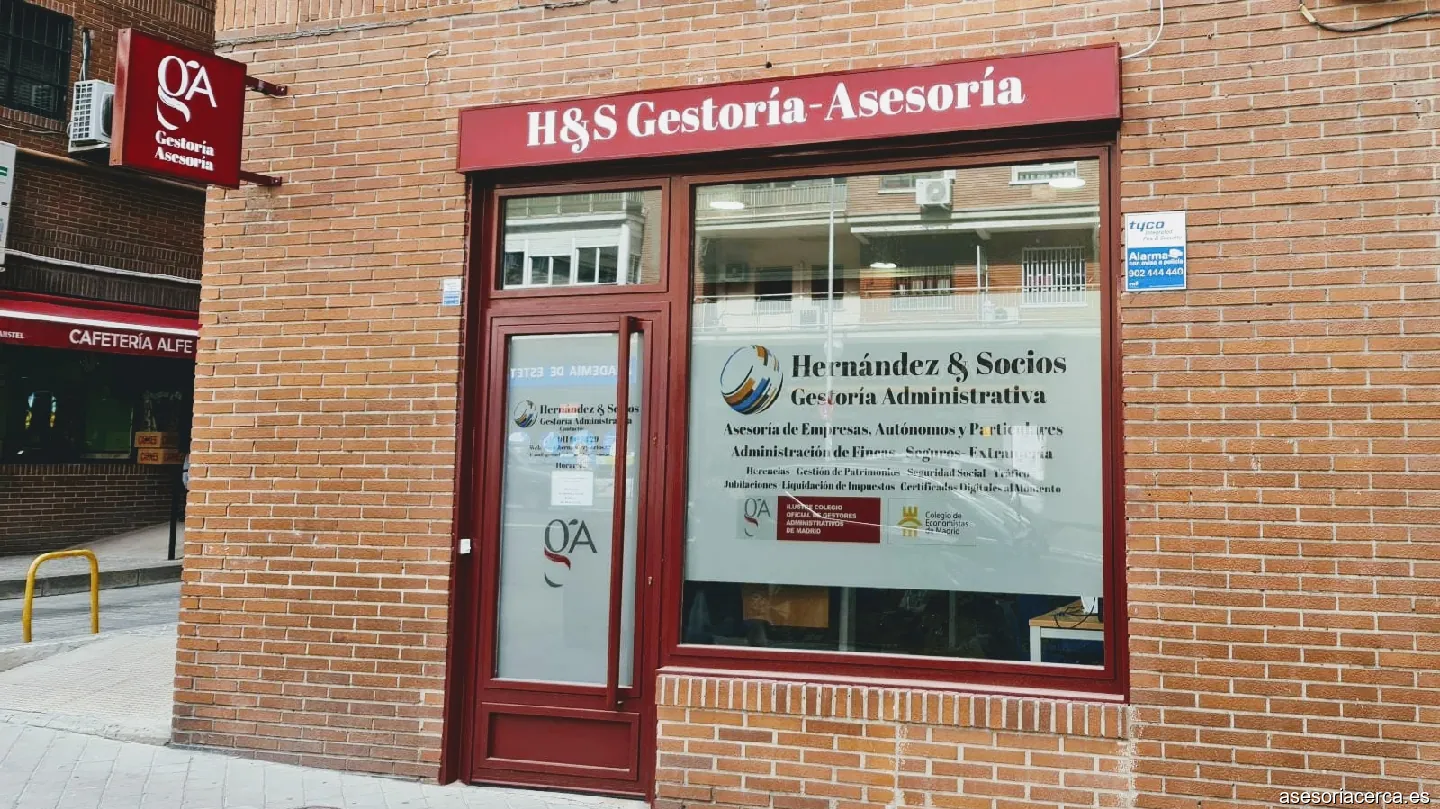 gA
Gestoría
Asesoría
H&S Gestoría-Asesoría
CAFETERÍA ALFE
tyco
Alarma
902 444 440
Hernández & Socios
Gestoría Administrativa
Asesoría de Empresas, Autónomos y Particulares
Administración de Fincas - Seguros- Extranjería
Herencias - Gestión de Patrimonios - Seguridad Social - Tráfico
Jubilaciones - Liquidación de Impuestos - Certificados Digitales al Momento
gA
ILUSTRE COLEGIO
OFICIAL DE GESTORES
ADMINISTRATIVOS
DE MADRID
Colegio de
Economistas
de Madrid
Hernández & Socios
Gestoría Administrativa
gA
asesoriacerca.es